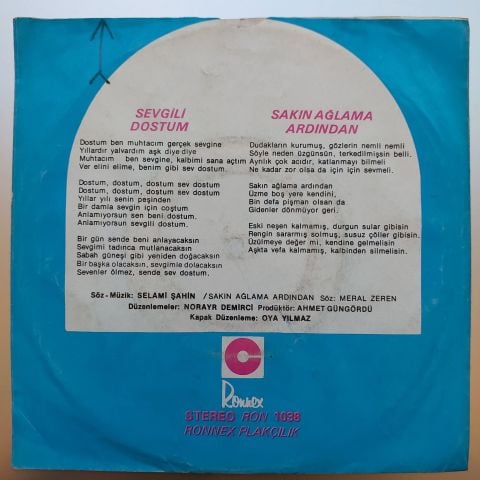 SEVGİLİ
DOSTUM
Dostum ben muhtacım gerçek sevgine
Yıllardır yalvardım aşk diye diye
Muhtacım ben sevgine, kalbimi sana açtım
Ver elini elime, benim gibi sev dostum.
Dostum, dostum, dostum sev dostum
Dostum, dostum, dostum sev dostum
Yıllar yılı senin peşinden
Bir damla sevgin için coştum
Anlamıyorsun sen beni dostum.
Anlamıyorsun sevgili dostum.
Bir gün sende beni anlayacaksın
Sevgimi tadınca mutlanacaksın
Sabah güneşi gibi yeniden doğacaksın
Bir başka olacaksın, sevgimle dolacaksın
Sevenler ölmez, sende sev dostum.
SAKIN AĞLAMA
ARDINDAN
Dudakların kurumuş, gözlerin nemli nemli
Söyle neden üzgünsün, terkedilmişsin belli.
Ayrılık çok acıdır, katlanmayı bilmeli
Ne kadar zor olsa da için için sevmeli.
Sakın ağlama ardından
Üzme boş yere kendini,
Bin defa pişman olsan da
Gidenler dönmüyor geri.
Eski neşen kalmamış, durgun sular gibisin
Rengin sararmış solmuş, susuz çöller gibisin.
Üzülmeye değer mi, kendine gelmelisin
Aşkta vefa kalmamış, kalbinden silmelisin.
Söz-Müzik: SELAMİ ŞAHİN / SAKIN AĞLAMA ARDINDAN Söz: MERAL ZEREN
Düzenlemeler: NORAYR DEMİRCİ Prodüktör: AHMET GÜNGÖRDÜ
Kapak Düzenleme: OYA YILMAZ
Ronnex
STEREO RON 1098
RONNEX PLAKÇILIK